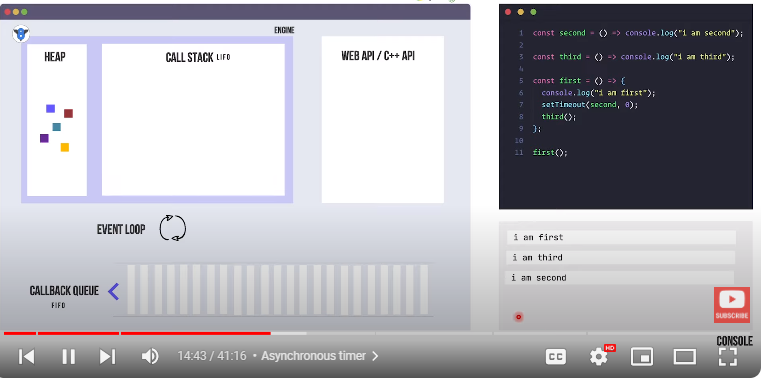 ENGINE
HEAP
CALL STACK LIFO
WEB API / C++ API
EVENT LOOP
CALLBACK QUEUE
FIFO
1 const second = () => console.log("i am second");
2
3 const third = () => console.log("i am third");
4
5 const first = () => {
6 console.log("i am first");
7 setTimeout(second, 0);
8 third();
9 };
10
11 first();
i am first
i am third
i am second
SUBSCRIBE
CONSOLE
14:43 / 41:16 • Asynchronous timer >
CC
HD